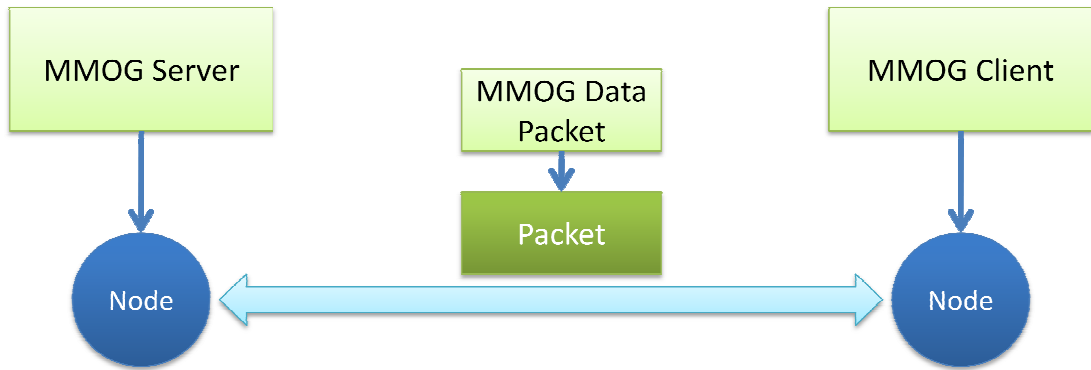 MMOG Server
MMOG Data
Packet
MMOG Client
Packet
Node
Node